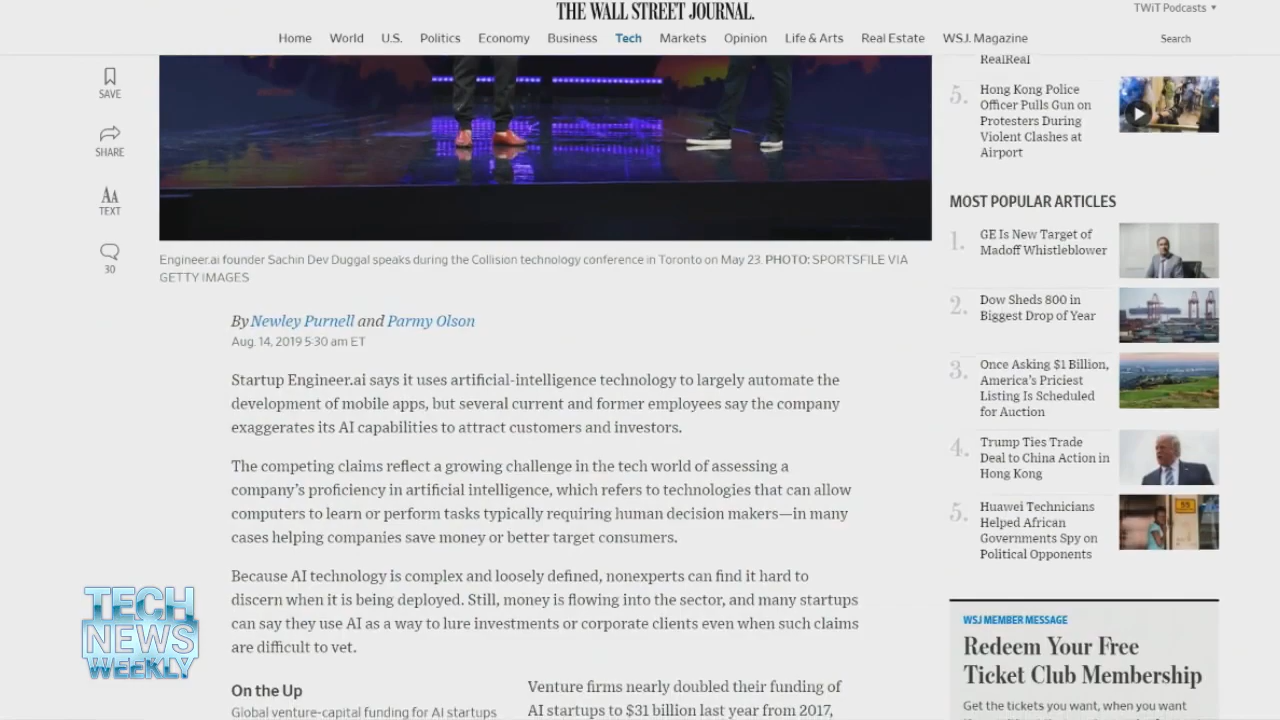 THE WALL STREET JOURNAL.
TWiT Podcasts
Home World U.S. Politics Economy Business Tech Markets Opinion Life & Arts Real Estate WSJ. Magazine
Search
SAVE
SHARE
AA
TEXT
30
Engineer.ai founder Sachin Dev Duggal speaks during the Collision technology conference in Toronto on May 23. PHOTO: SPORTSFILE VIA
GETTY IMAGES
By Newley Purnell and Parmy Olson
Aug. 14, 2019 5:30 am ET
Startup Engineer.ai says it uses artificial-intelligence technology to largely automate the
development of mobile apps, but several current and former employees say the company
exaggerates its AI capabilities to attract customers and investors.
The competing claims reflect a growing challenge in the tech world of assessing a
company's proficiency in artificial intelligence, which refers to technologies that can allow
computers to learn or perform tasks typically requiring human decision makers—in many
cases helping companies save money or better target consumers.
Because AI technology is complex and loosely defined, nonexperts can find it hard to
discern when it is being deployed. Still, money is flowing into the sector, and many startups
can say they use AI as a way to lure investments or corporate clients even when such claims
are difficult to vet.
On the Up
Global venture-capital funding for AI startups
Venture firms nearly doubled their funding of
AI startups to $31 billion last year from 2017,
RealReal
5.
Hong Kong Police
Officer Pulls Gun on
Protesters During
Violent Clashes at
Airport
MOST POPULAR ARTICLES
1.
GE Is New Target of
Madoff Whistleblower
2.
Dow Sheds 800 in
Biggest Drop of Year
3.
Once Asking $1 Billion,
America's Priciest
Listing Is Scheduled
for Auction
4.
Trump Ties Trade
Deal to China Action in
Hong Kong
5.
Huawei Technicians
Helped African
Governments Spy on
Political Opponents
WSJ MEMBER MESSAGE
Redeem Your Free
Ticket Club Membership
Get the tickets you want, when you want
TECH
NEWS
WEEKLY